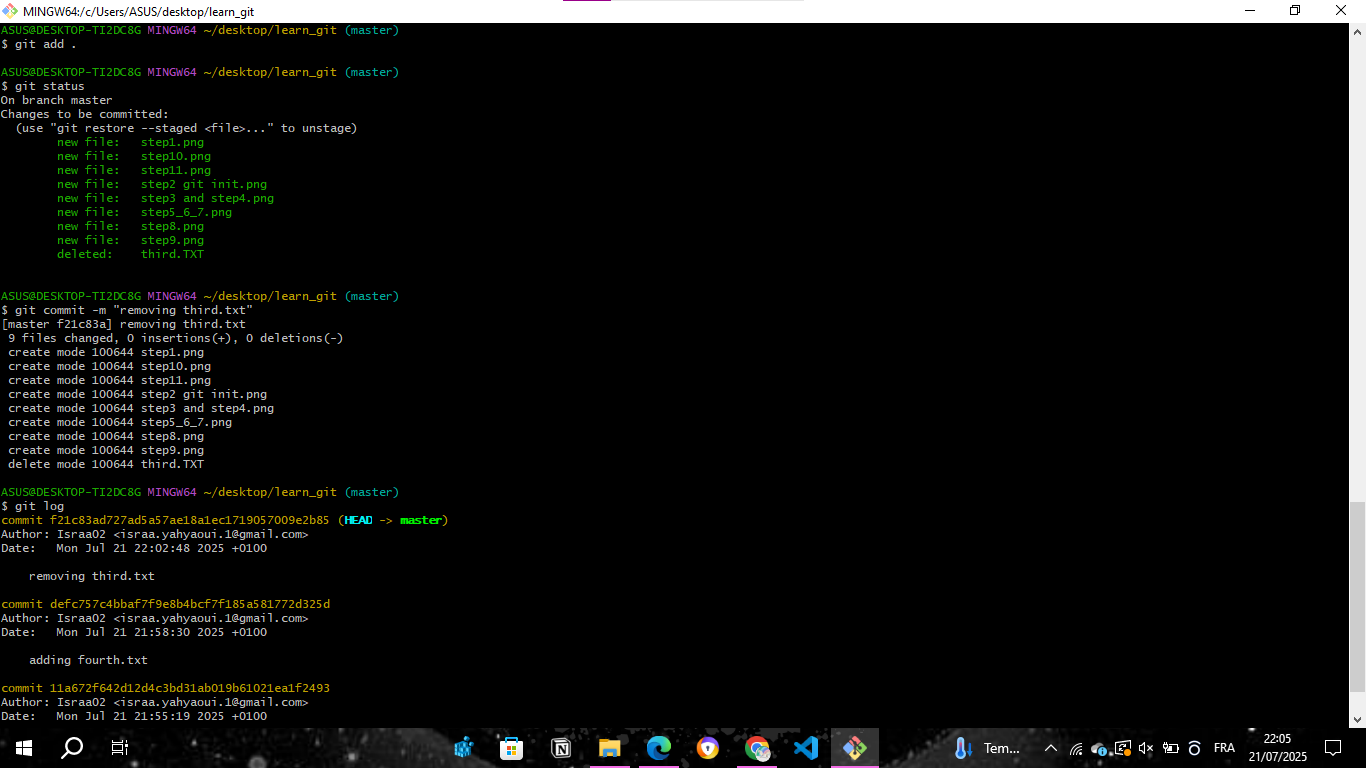 MINGW64:/c/Users/ASUS/desktop/learn_git
ASUS@DESKTOP-TI2DC8G MINGW64 ~/desktop/learn_git (master)
$ git add .
ASUS@DESKTOP-TI2DC8G MINGW64 ~/desktop/learn_git (master)
$ git status
On branch master
Changes to be committed:
  (use "git restore --staged <file>..." to unstage)
        new file:   step1.png
        new file:   step10.png
        new file:   step11.png
        new file:   step2 git init.png
        new file:   step3 and step4.png
        new file:   step5_6_7.png
        new file:   step8.png
        new file:   step9.png
        deleted:    third.TXT
ASUS@DESKTOP-TI2DC8G MINGW64 ~/desktop/learn_git (master)
$ git commit -m "removing third.txt"
[master f21c83a] removing third.txt
 9 files changed, 0 insertions(+), 0 deletions(-)
 create mode 100644 step1.png
 create mode 100644 step10.png
 create mode 100644 step11.png
 create mode 100644 step2 git init.png
 create mode 100644 step3 and step4.png
 create mode 100644 step5_6_7.png
 create mode 100644 step8.png
 create mode 100644 step9.png
 delete mode 100644 third.TXT
ASUS@DESKTOP-TI2DC8G MINGW64 ~/desktop/learn_git (master)
$ git log
commit f21c83ad727ad5a57ae18a1ec1719057009e2b85 (HEAD -> master)
Author: Israa02 <israa.yahyaoui.1@gmail.com>
Date:   Mon Jul 21 22:02:48 2025 +0100
    removing third.txt
commit defc757c4bbaf7f9e8b4bcf7f185a581772d325d
Author: Israa02 <israa.yahyaoui.1@gmail.com>
Date:   Mon Jul 21 21:58:30 2025 +0100
    adding fourth.txt
commit 11a672f642d12d4c3bd31ab019b61021ea1f2493
Author: Israa02 <israa.yahyaoui.1@gmail.com>
Date:   Mon Jul 21 21:55:19 2025 +0100
Tem...
FRA
22:05
21/07/2025